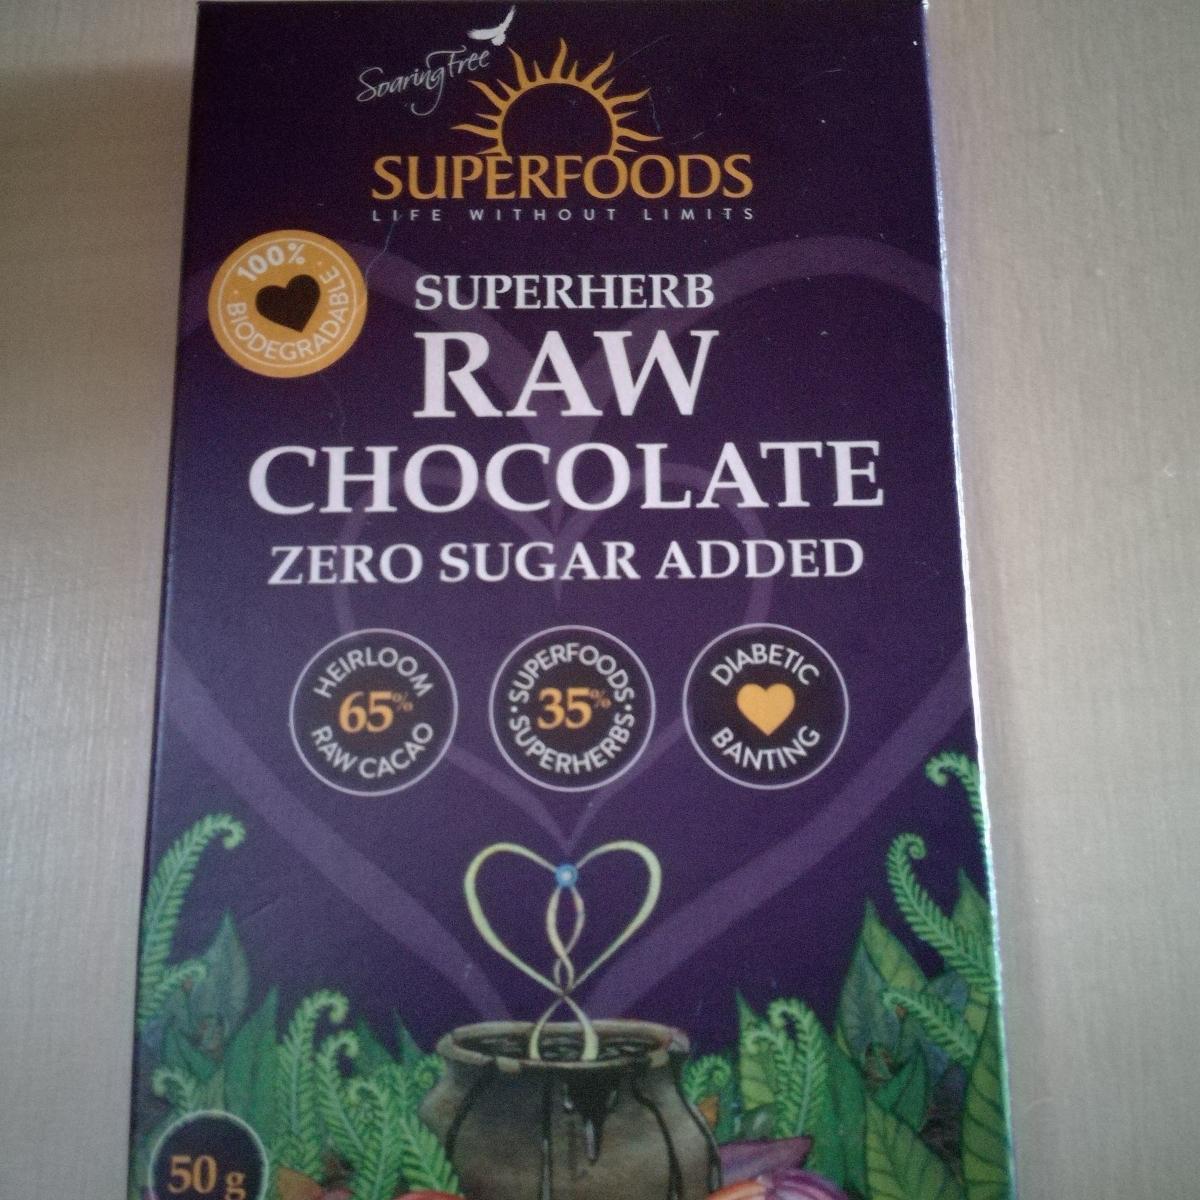 Soaring Free
SUPERFOODS
LIFE WITHOUT LIMITS
100%
BIODEGRADABLE
SUPERHERB
RAW
CHOCOLATE
ZERO SUGAR ADDED
HEIRLOOM
65%
RAW CACAO
SUPERFOODS
35%
SUPERHERBS
DIABETIC
BANTING
50 g